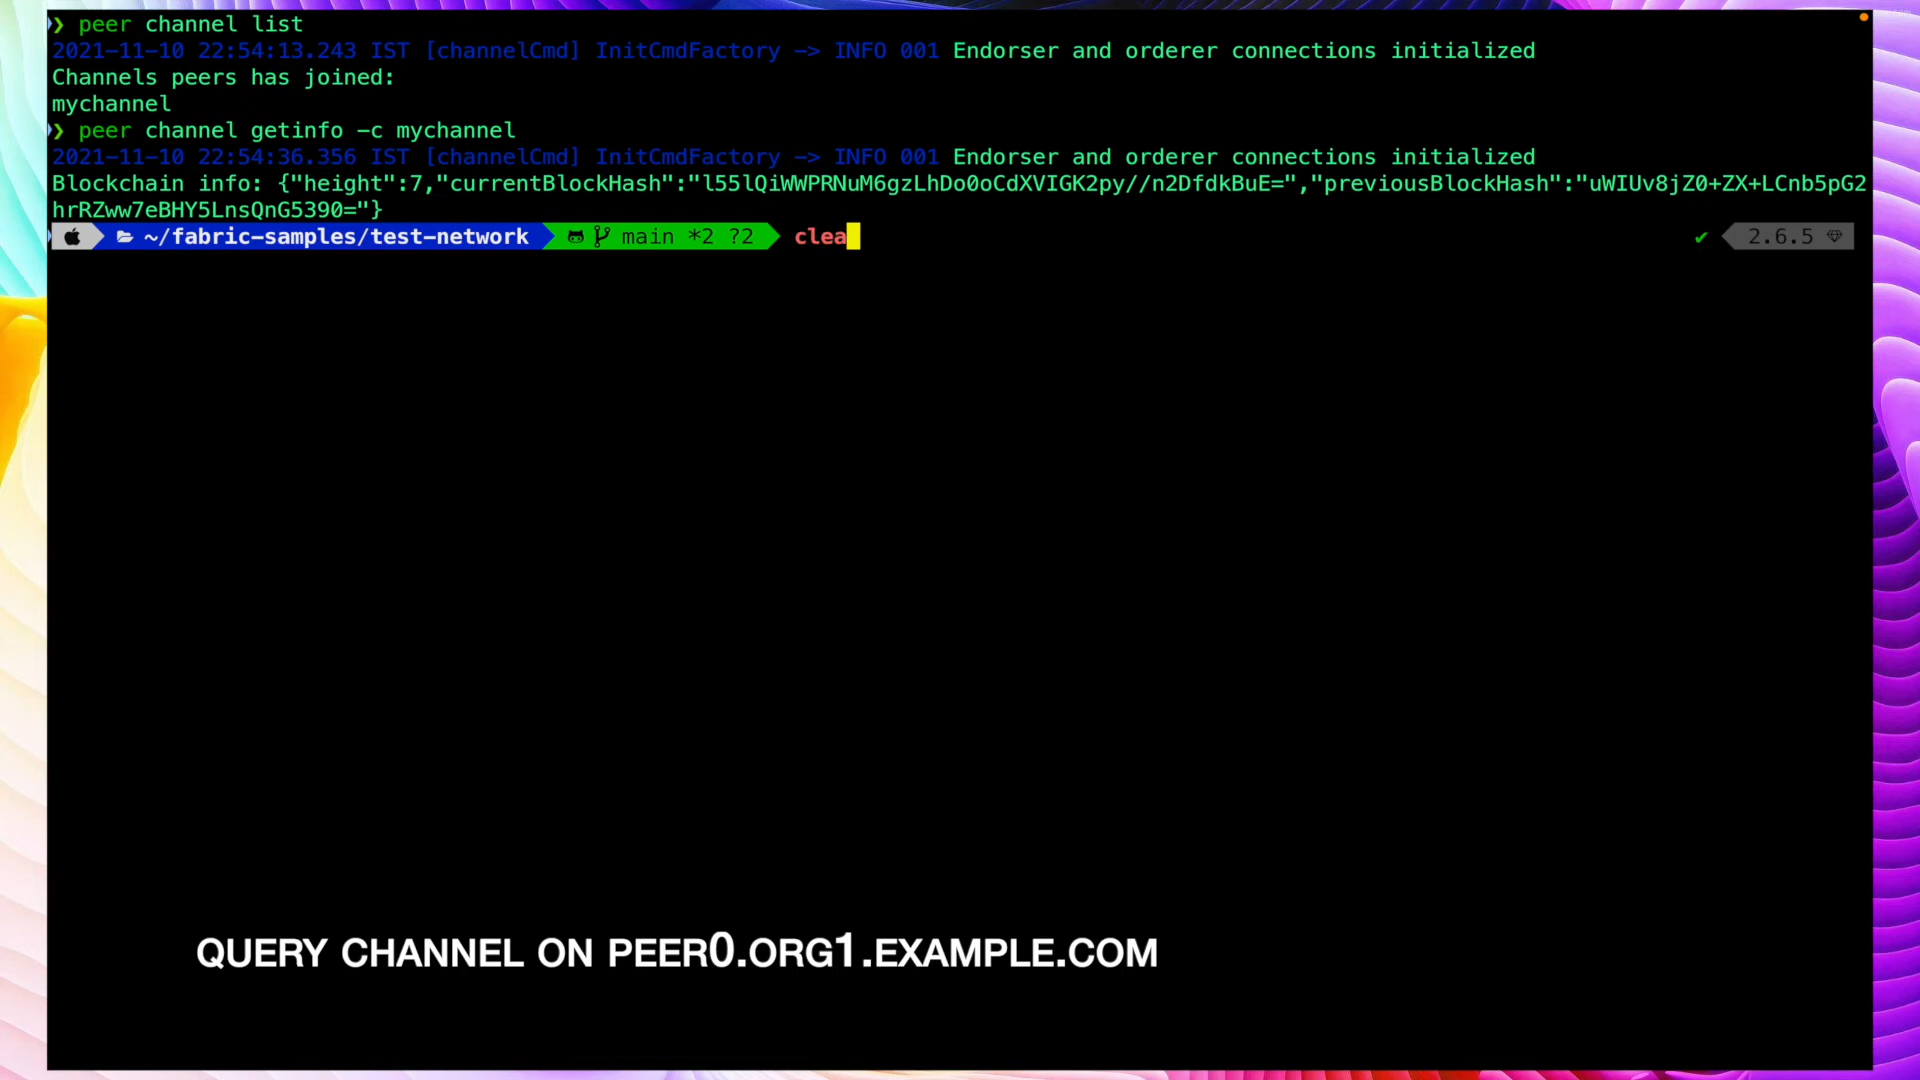 ❯ peer channel list
2021-11-10 22:54:13.243 IST [channelCmd] InitCmdFactory -> INFO 001 Endorser and orderer connections initialized
Channels peers has joined:
mychannel
❯ peer channel getinfo -c mychannel
2021-11-10 22:54:36.356 IST [channelCmd] InitCmdFactory -> INFO 001 Endorser and orderer connections initialized
Blockchain info: {"height":7,"currentBlockHash":"l55lQiWWPRNuM6gzLhDo0oCdXVIGK2py//n2DfdkBuE=","previousBlockHash":"uWIUv8jZ0+ZX+LCnb5pG2
hrRZww7eBHY5LnsQnG5390="}
~/fabric-samples/test-network main *2 ?2 clea ✔ 2.6.5
QUERY CHANNEL ON PEER0.ORG1.EXAMPLE.COM